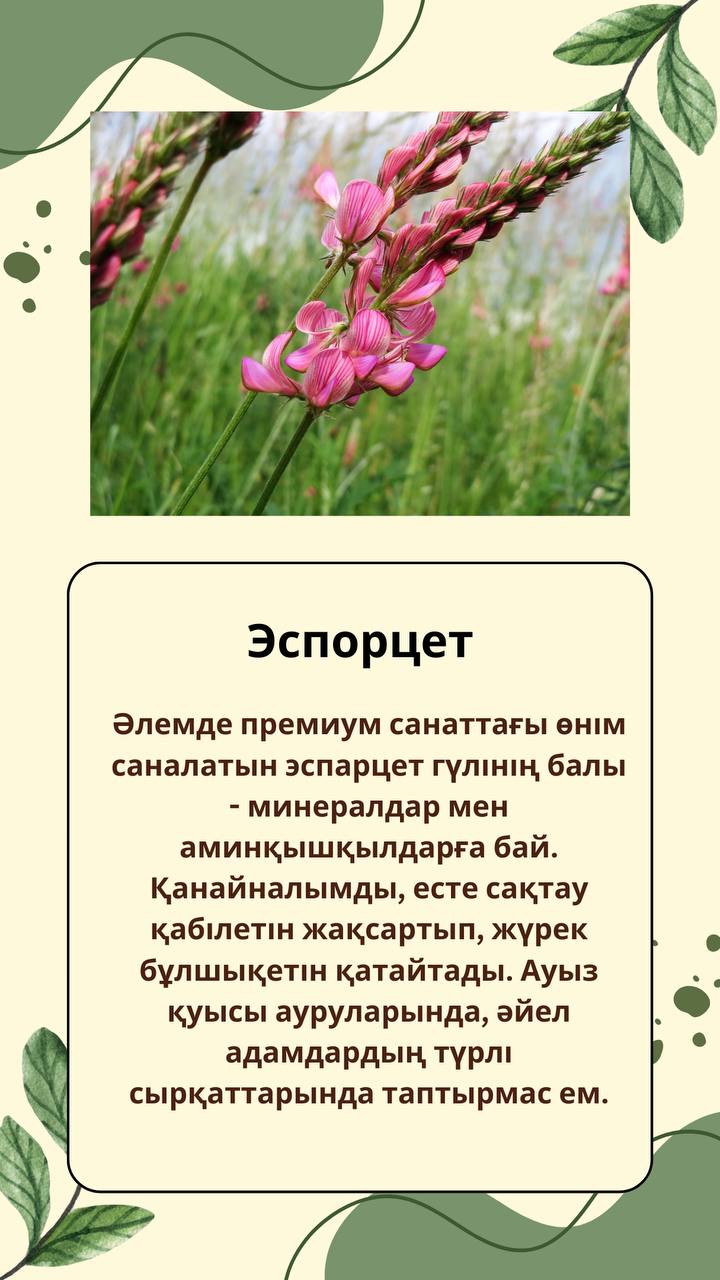 Эспорцет
Әлемде премиум санаттағы өнім
саналатын эспарцет гүлінің балы
- минералдар мен
аминқышқылдарға бай.
Қанайналымды, есте сақтау
қабілетін жақсартып, жүрек
бұлшықетін қатайтады. Ауыз
қуысы ауруларында, әйел
адамдардың түрлі
сырқаттарында таптырмас ем.